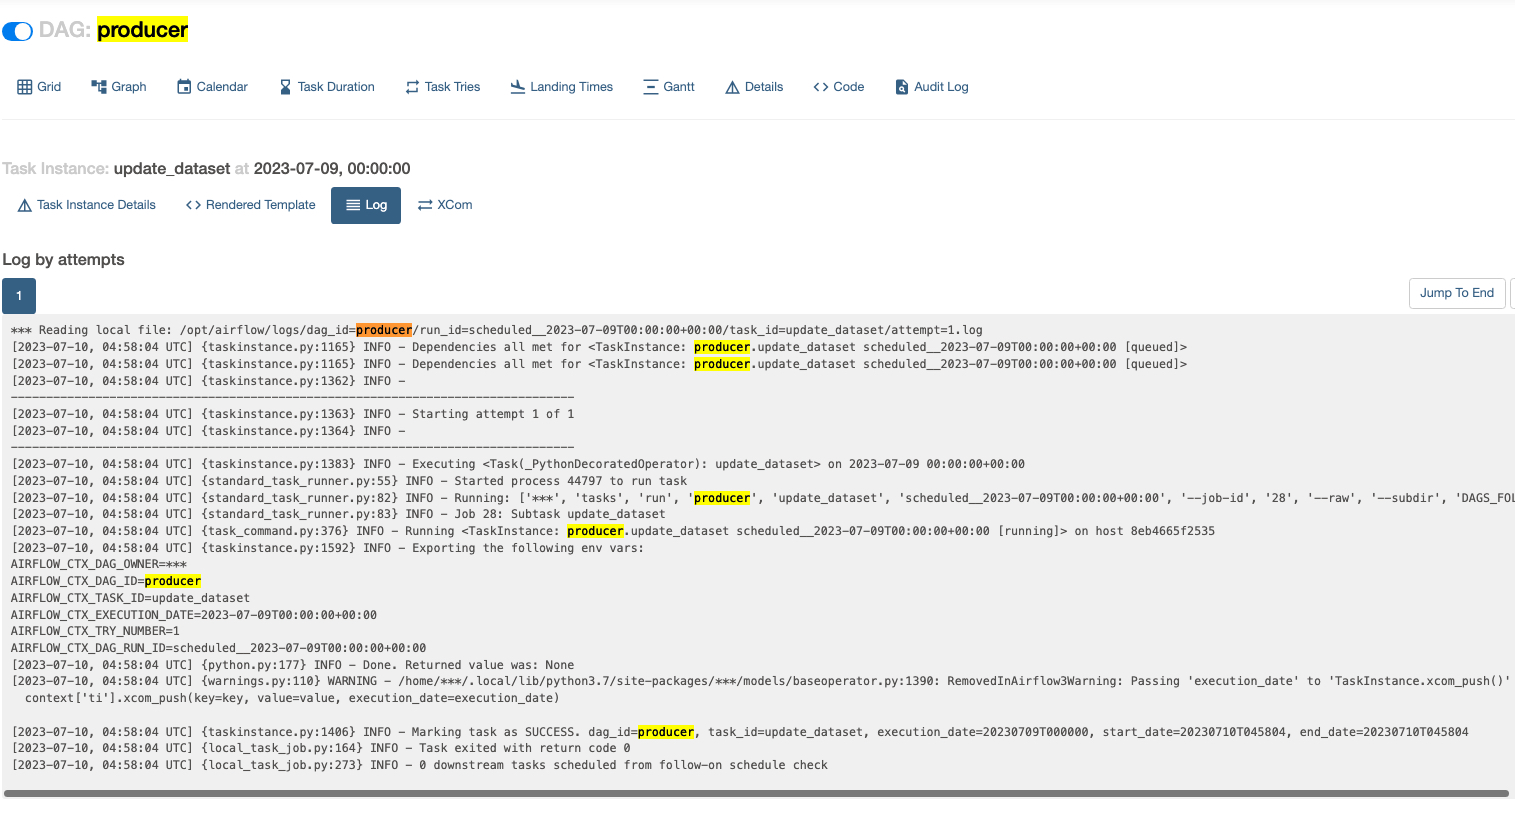 DAG: producer
Grid Graph Calendar Task Duration Task Tries Landing Times Gantt Details Code Audit Log
Task Instance: update_dataset at 2023-07-09, 00:00:00
Task Instance Details Rendered Template Log XCom
Log by attempts
1
Jump To End
*** Reading local file: /opt/airflow/logs/dag_id=producer/run_id=scheduled__2023-07-09T00:00:00+00:00/task_id=update_dataset/attempt=1.log
[2023-07-10, 04:58:04 UTC] {taskinstance.py:1165} INFO - Dependencies all met for <TaskInstance: producer.update_dataset scheduled__2023-07-09T00:00:00+00:00 [queued]>
[2023-07-10, 04:58:04 UTC] {taskinstance.py:1165} INFO - Dependencies all met for <TaskInstance: producer.update_dataset scheduled__2023-07-09T00:00:00+00:00 [queued]>
[2023-07-10, 04:58:04 UTC] {taskinstance.py:1362} INFO -
--------------------------------------------------------------------------------
[2023-07-10, 04:58:04 UTC] {taskinstance.py:1363} INFO - Starting attempt 1 of 1
[2023-07-10, 04:58:04 UTC] {taskinstance.py:1364} INFO -
--------------------------------------------------------------------------------
[2023-07-10, 04:58:04 UTC] {taskinstance.py:1383} INFO - Executing <Task(_PythonDecoratedOperator): update_dataset> on 2023-07-09 00:00:00+00:00
[2023-07-10, 04:58:04 UTC] {standard_task_runner.py:55} INFO - Started process 44797 to run task
[2023-07-10, 04:58:04 UTC] {standard_task_runner.py:82} INFO - Running: ['***', 'tasks', 'run', 'producer', 'update_dataset', 'scheduled__2023-07-09T00:00:00+00:00', '--job-id', '28', '--raw', '--subdir', 'DAGS_FOL
[2023-07-10, 04:58:04 UTC] {standard_task_runner.py:83} INFO - Job 28: Subtask update_dataset
[2023-07-10, 04:58:04 UTC] {task_command.py:376} INFO - Running <TaskInstance: producer.update_dataset scheduled__2023-07-09T00:00:00+00:00 [running]> on host 8eb4665f2535
[2023-07-10, 04:58:04 UTC] {taskinstance.py:1592} INFO - Exporting the following env vars:
AIRFLOW_CTX_DAG_OWNER=***
AIRFLOW_CTX_DAG_ID=producer
AIRFLOW_CTX_TASK_ID=update_dataset
AIRFLOW_CTX_EXECUTION_DATE=2023-07-09T00:00:00+00:00
AIRFLOW_CTX_TRY_NUMBER=1
AIRFLOW_CTX_DAG_RUN_ID=scheduled__2023-07-09T00:00:00+00:00
[2023-07-10, 04:58:04 UTC] {python.py:177} INFO - Done. Returned value was: None
[2023-07-10, 04:58:04 UTC] {warnings.py:110} WARNING - /home/***/.local/lib/python3.7/site-packages/***/models/baseoperator.py:1390: RemovedInAirflow3Warning: Passing 'execution_date' to 'TaskInstance.xcom_push()'
  context['ti'].xcom_push(key=key, value=value, execution_date=execution_date)
[2023-07-10, 04:58:04 UTC] {taskinstance.py:1406} INFO - Marking task as SUCCESS. dag_id=producer, task_id=update_dataset, execution_date=20230709T000000, start_date=20230710T045804, end_date=20230710T045804
[2023-07-10, 04:58:04 UTC] {local_task_job.py:164} INFO - Task exited with return code 0
[2023-07-10, 04:58:04 UTC] {local_task_job.py:273} INFO - 0 downstream tasks scheduled from follow-on schedule check